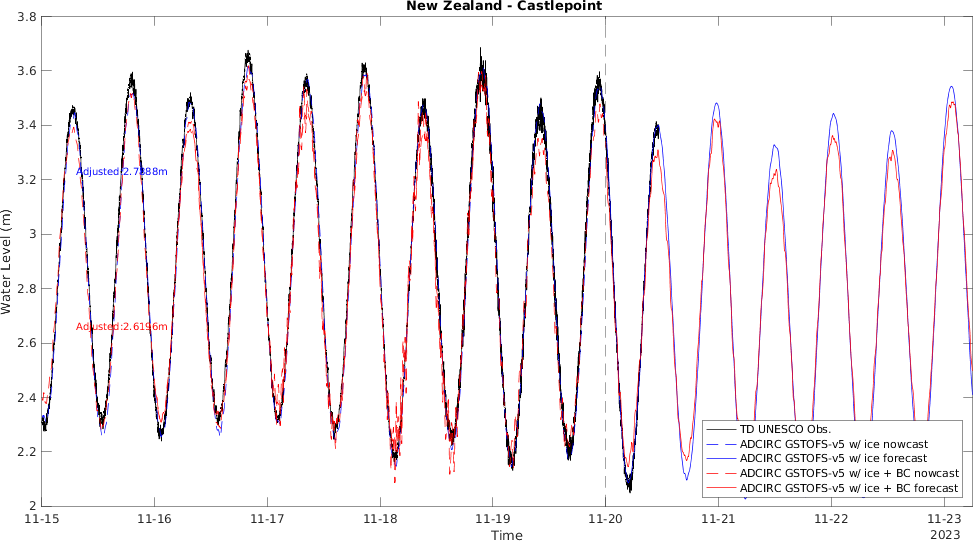 New Zealand - Castlepoint
3.8
3.6
3.4
3.2
3
2.8
2.6
2.4
2.2
2
Water Level (m)
Adjusted:2.7388m
Adjusted:2.6196m
TD UNESCO Obs.
ADCIRC GSTOFS-v5 w/ ice nowcast
ADCIRC GSTOFS-v5 w/ ice forecast
ADCIRC GSTOFS-v5 w/ ice + BC nowcast
ADCIRC GSTOFS-v5 w/ ice + BC forecast
11-15
11-16
11-17
11-18
11-19
11-20
11-21
11-22
11-23
Time
2023